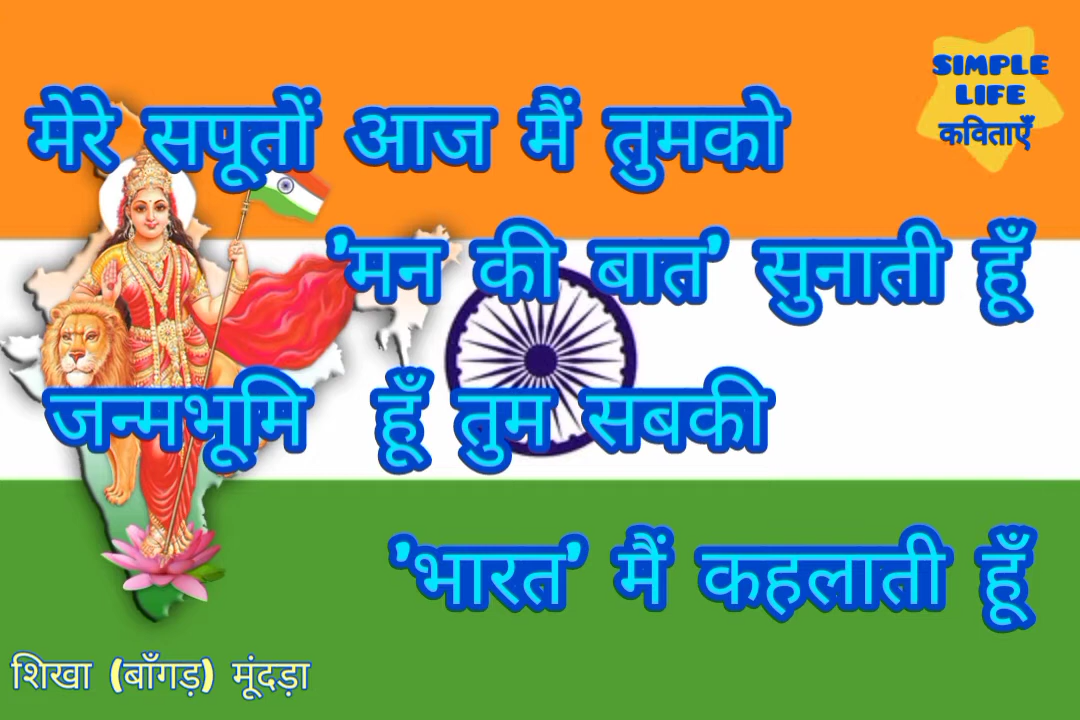 SIMPLE
LIFE
कविताएँ
मेरे सपूतों आज मैं तुमको
'मन की बात' सुनाती हूँ
जन्मभूमि हूँ तुम सबकी
'भारत' मैं कहलाती हूँ
शिखा (बाँगड़) मूंदड़ा